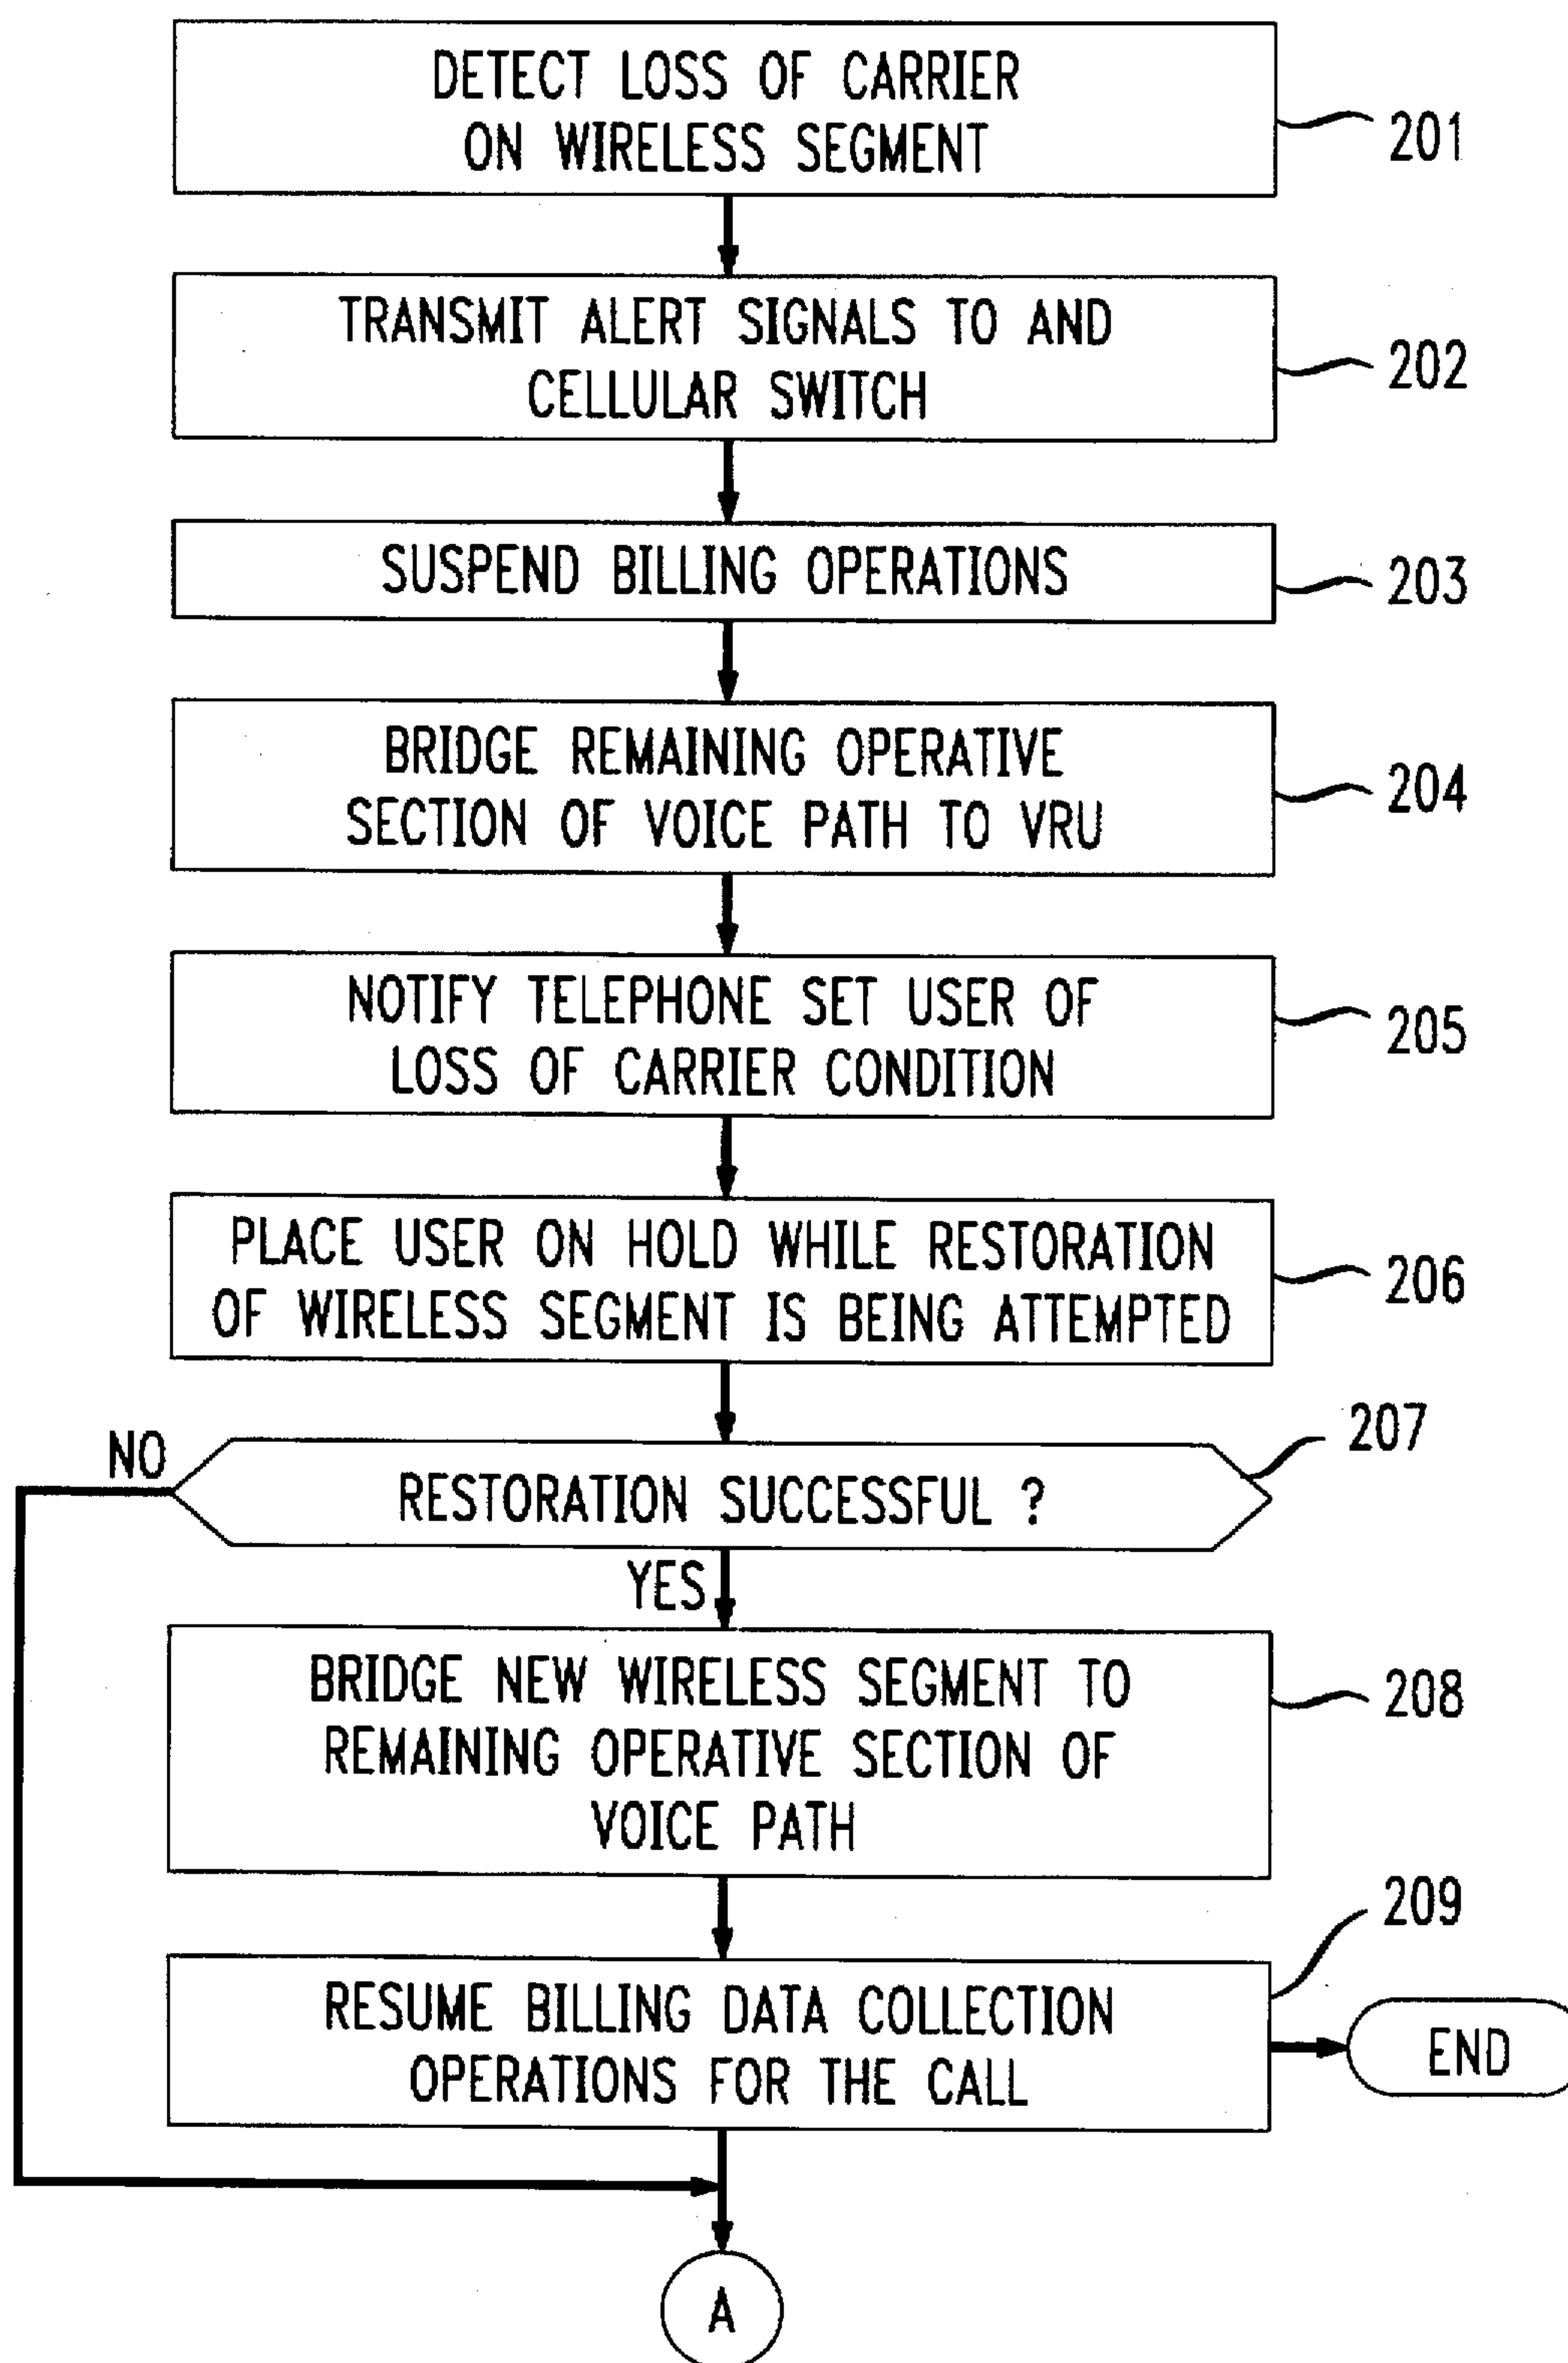 DETECT LOSS OF CARRIER
ON WIRELESS SEGMENT
201
TRANSMIT ALERT SIGNALS TO AND
CELLULAR SWITCH
202
SUSPEND BILLING OPERATIONS
203
BRIDGE REMAINING OPERATIVE
SECTION OF VOICE PATH TO VRU
204
NOTIFY TELEPHONE SET USER OF
LOSS OF CARRIER CONDITION
205
PLACE USER ON HOLD WHILE RESTORATION
OF WIRELESS SEGMENT IS BEING ATTEMPTED
206
NO
207
RESTORATION SUCCESSFUL ?
YES
BRIDGE NEW WIRELESS SEGMENT TO
REMAINING OPERATIVE SECTION OF
VOICE PATH
208
209
RESUME BILLING DATA COLLECTION
OPERATIONS FOR THE CALL
END
A